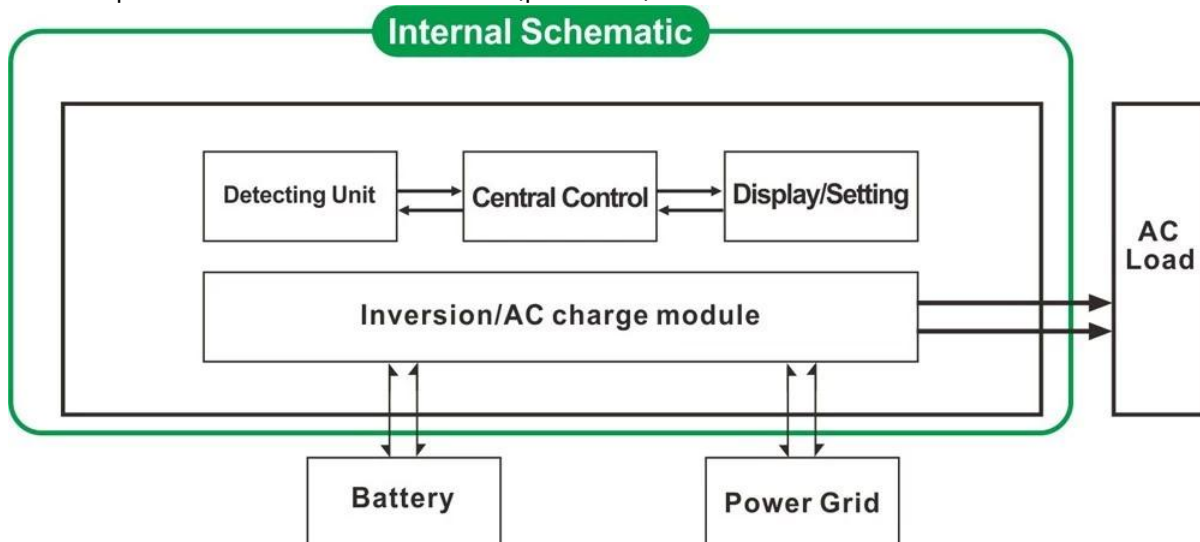 Internal Schematic
Detecting Unit
Central Control
Display/Setting
AC
Load
Inversion/AC charge module
Battery
Power Grid